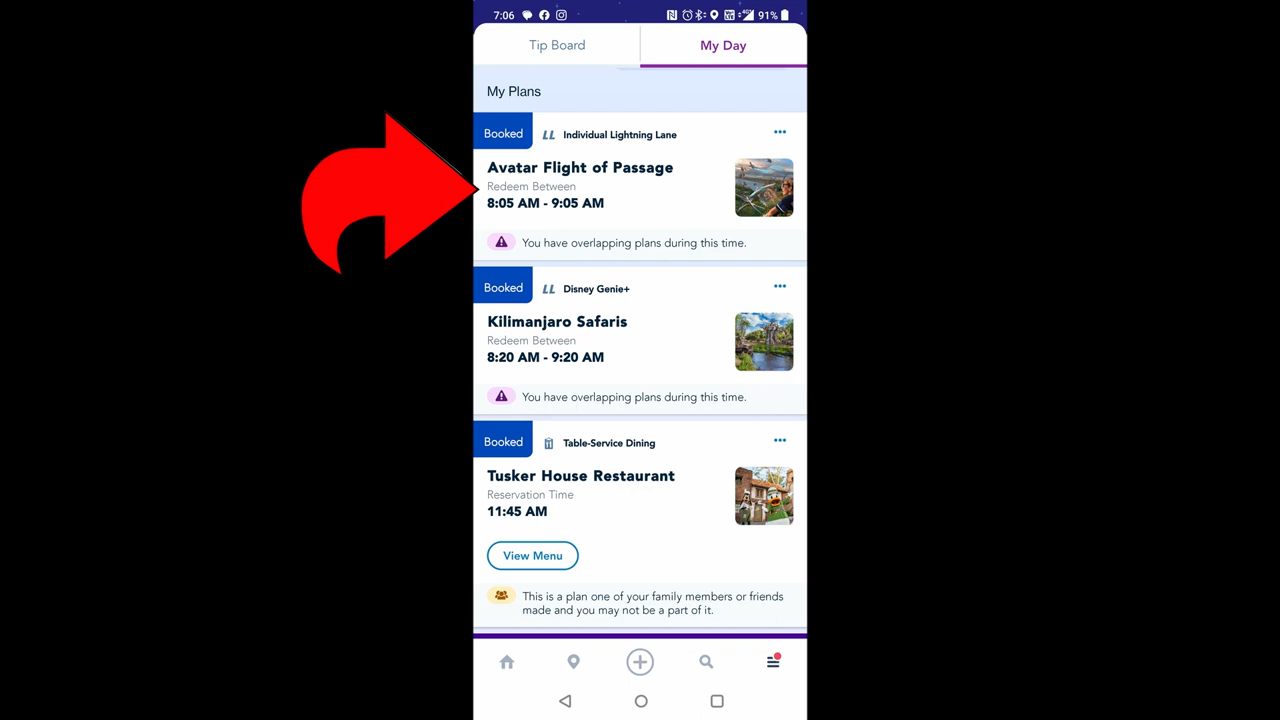 7:06 91%
Tip Board My Day
My Plans
Booked Individual Lightning Lane
Avatar Flight of Passage
Redeem Between
8:05 AM - 9:05 AM
You have overlapping plans during this time.
Booked Disney Genie+
Kilimanjaro Safaris
Redeem Between
8:20 AM - 9:20 AM
You have overlapping plans during this time.
Booked Table-Service Dining
Tusker House Restaurant
Reservation Time
11:45 AM
View Menu
This is a plan one of your family members or friends
made and you may not be a part of it.